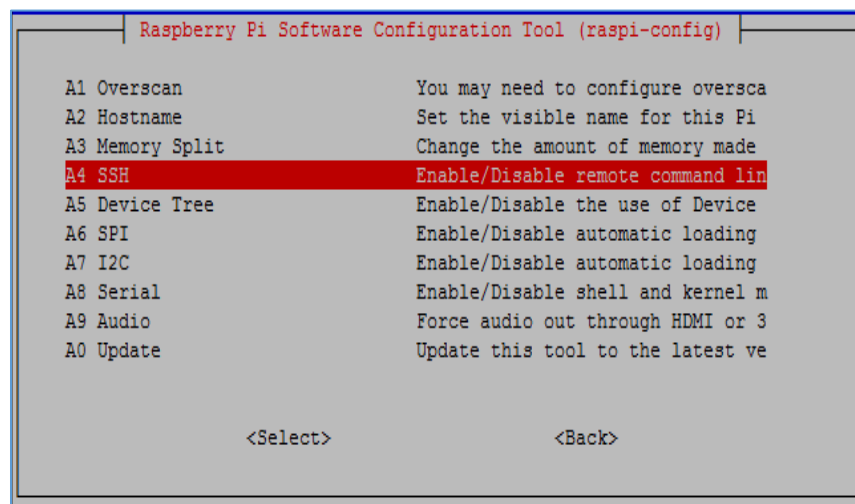 Raspberry Pi Software Configuration Tool (raspi-config)
A1 Overscan You may need to configure oversca
A2 Hostname Set the visible name for this Pi
A3 Memory Split Change the amount of memory made
A4 SSH Enable/Disable remote command lin
A5 Device Tree Enable/Disable the use of Device
A6 SPI Enable/Disable automatic loading
A7 I2C Enable/Disable automatic loading
A8 Serial Enable/Disable shell and kernel m
A9 Audio Force audio out through HDMI or 3
A0 Update Update this tool to the latest ve
<Select> <Back>